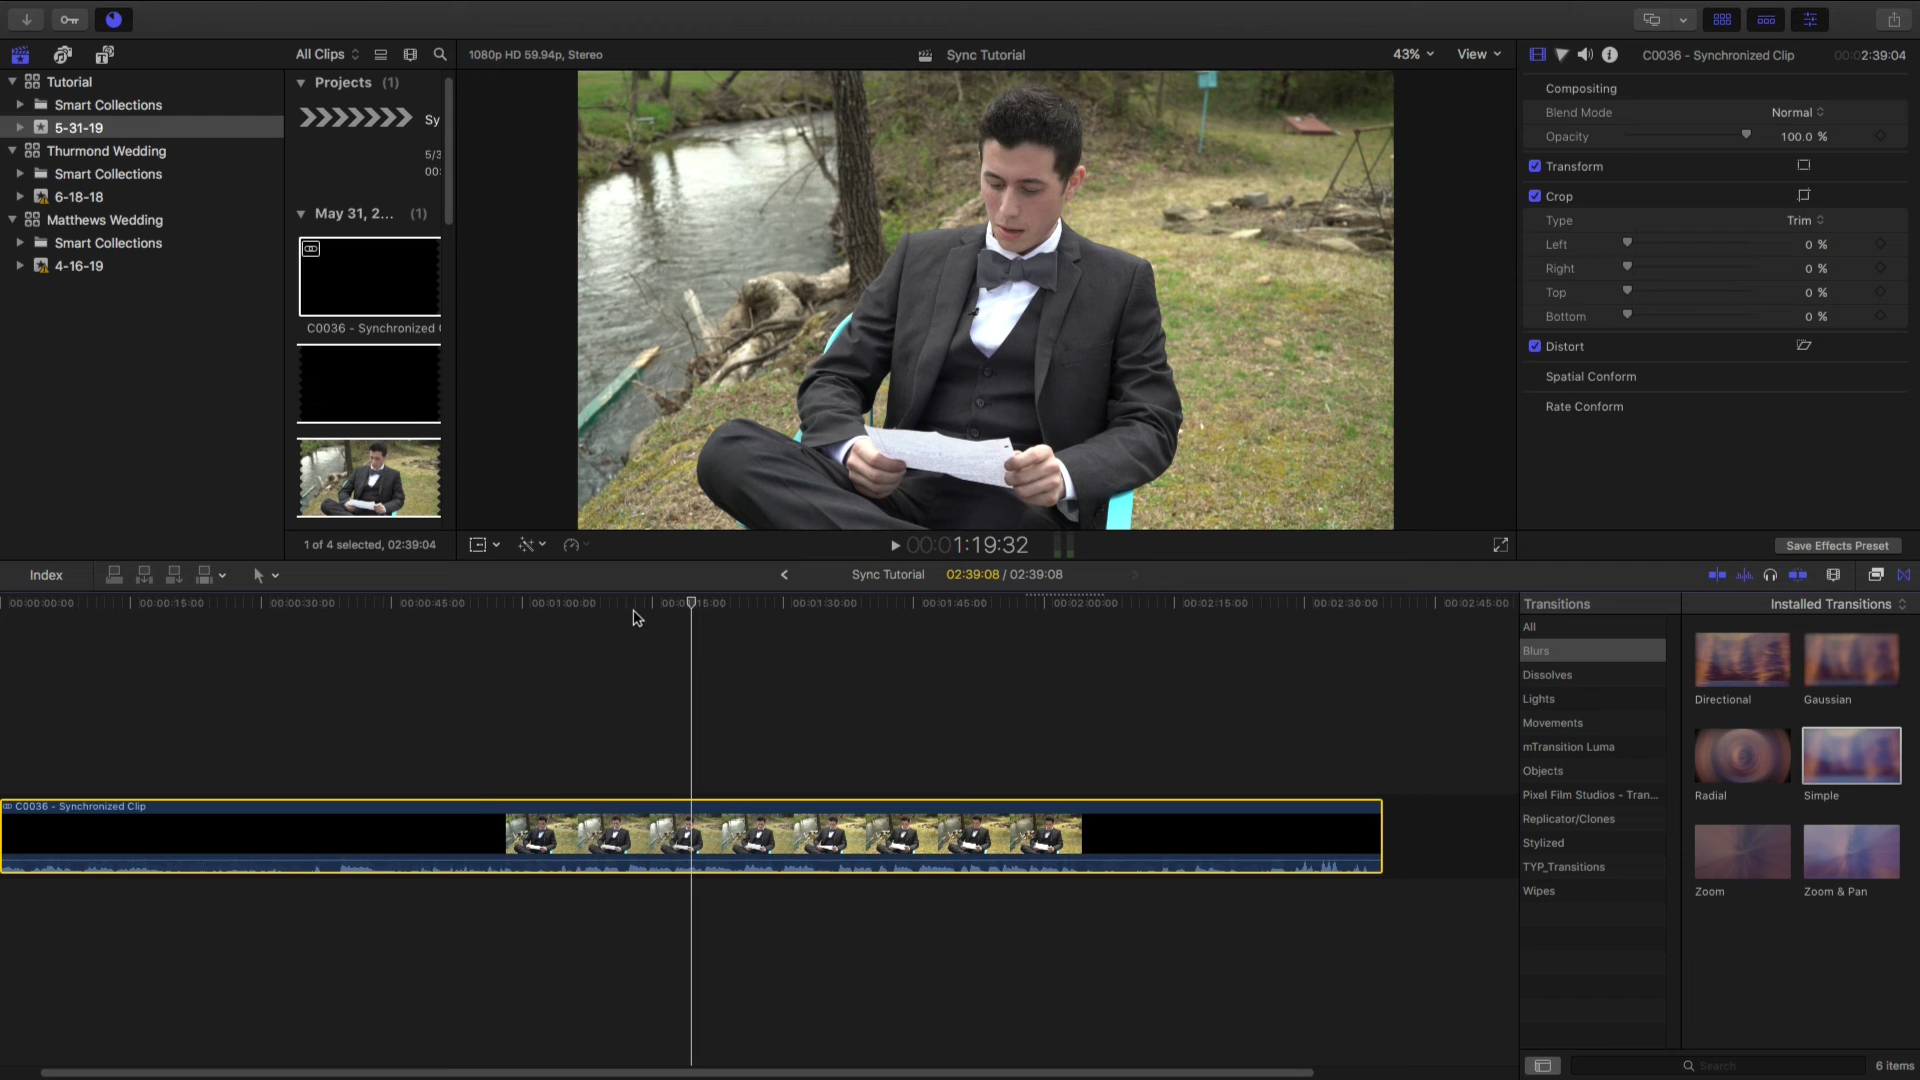 All Clips
1080p HD 59.94p, Stereo
Sync Tutorial
43%
View
C0036 - Synchronized Clip
00:02:39:04
Tutorial
Smart Collections
5-31-19
Thurmond Wedding
Smart Collections
6-18-18
Matthews Wedding
Smart Collections
4-16-19
Projects (1)
Sy
5/3
00:
May 31, 2... (1)
C0036 - Synchronized
1 of 4 selected, 02:39:04
00:01:19:32
Compositing
Blend Mode Normal
Opacity 100.0 %
Transform
Crop
Type Trim
Left 0 %
Right 0 %
Top 0 %
Bottom 0 %
Distort
Spatial Conform
Rate Conform
Save Effects Preset
Index
Sync Tutorial 02:39:08 / 02:39:08
00:00:00:00 00:00:15:00 00:00:30:00 00:00:45:00 00:01:00:00 00:01:15:00 00:01:30:00 00:01:45:00 00:02:00:00 00:02:15:00 00:02:30:00 00:02:45:00
C0036 - Synchronized Clip
Transitions
All
Blurs
Dissolves
Lights
Movements
mTransition Luma
Objects
Pixel Film Studios - Tran...
Replicator/Clones
Stylized
TYP_Transitions
Wipes
Installed Transitions
Directional Gaussian
Radial Simple
Zoom Zoom & Pan
Search
6 items